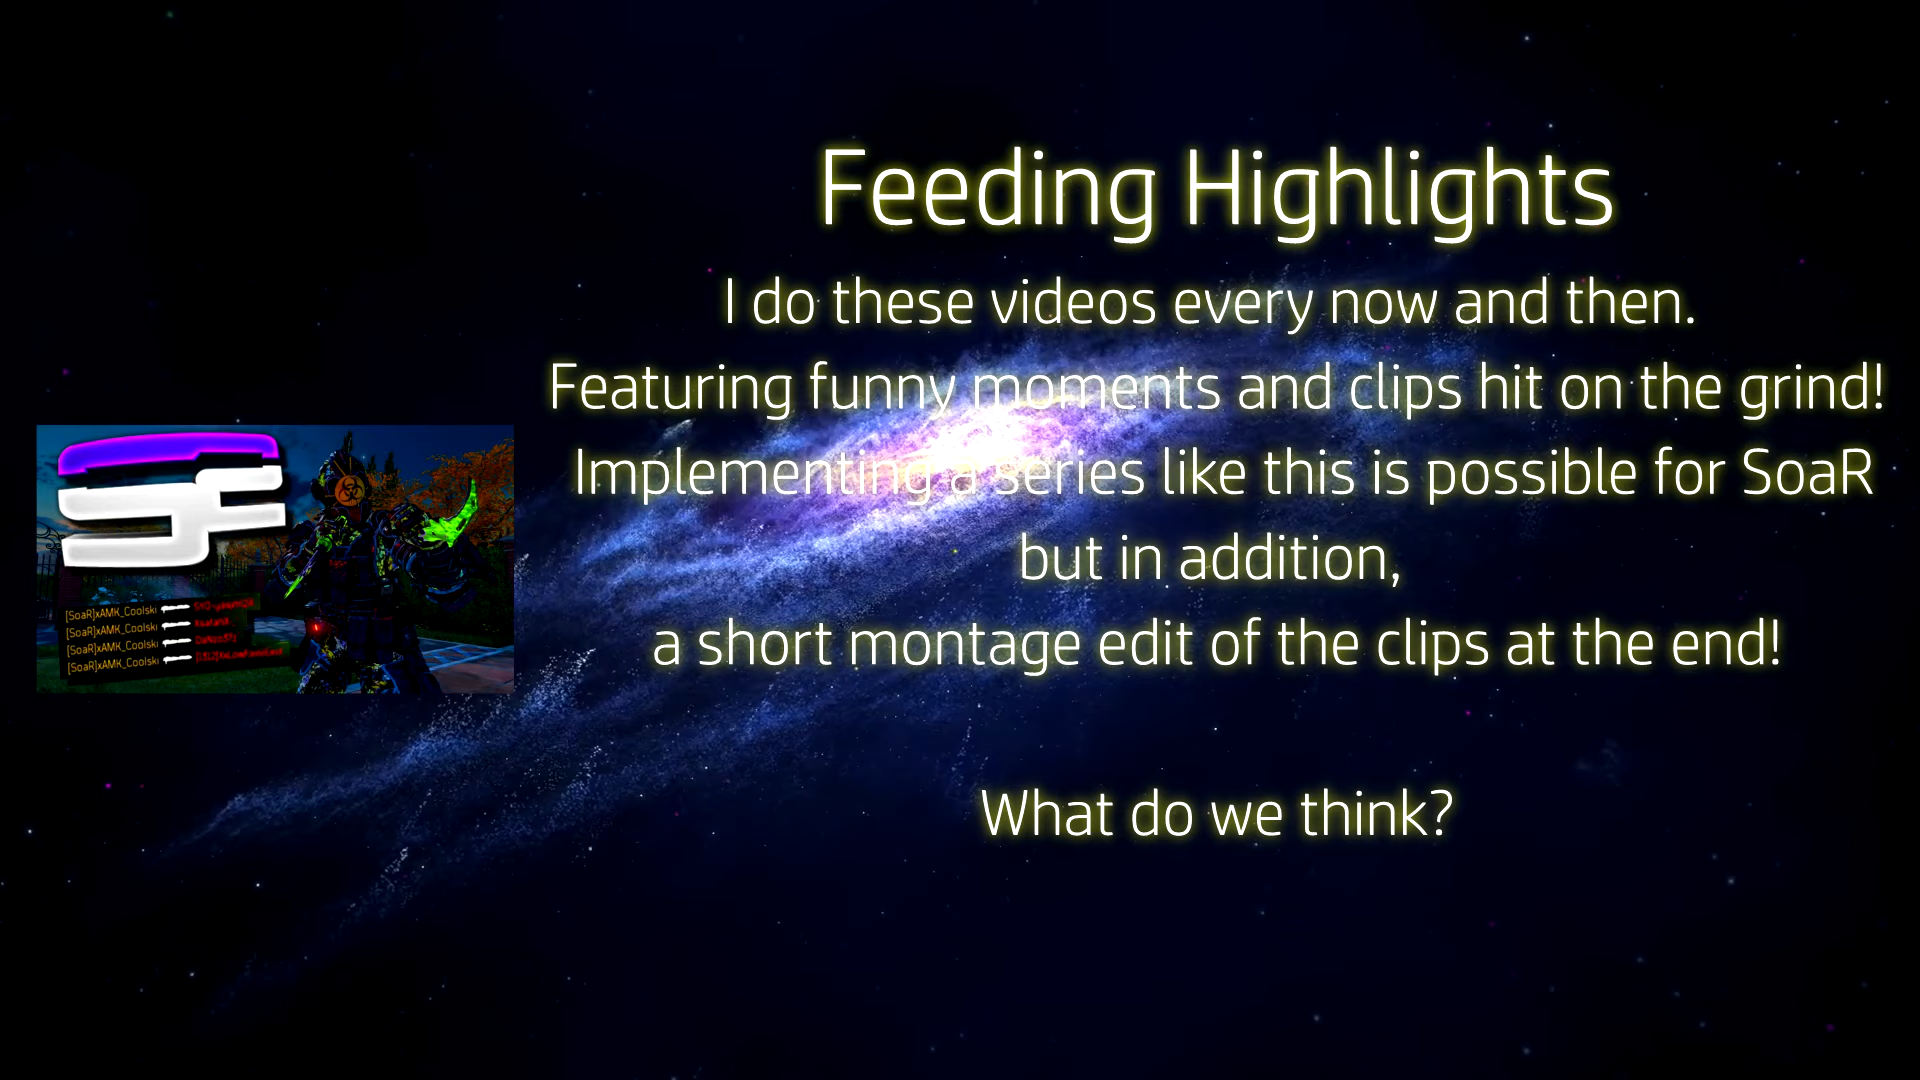 Feeding Highlights
I do these videos every now and then.
Featuring funny moments and clips hit on the grind!
Implementing a series like this is possible for SoaR
but in addition,
a short montage edit of the clips at the end!
What do we think?
SF
[SoaR]xAMK_Coolski
[SoaR]xAMK_Coolski
[SoaR]xAMK_Coolski
[SoaR]xAMK_Coolski